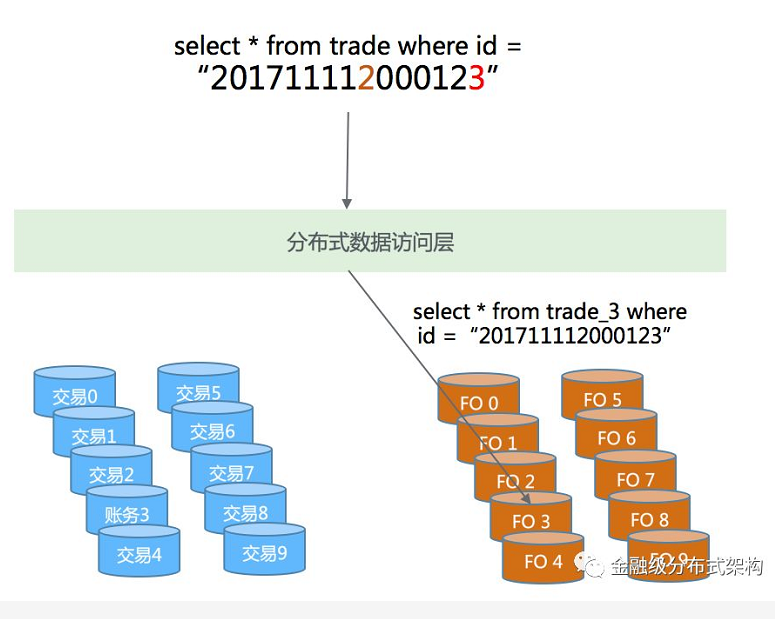 select * from trade where id =
“201711112000123”
分布式数据访问层
select * from trade_3 where
id = “201711112000123”
交易0
交易1
交易2
账务3
交易4
交易5
交易6
交易7
交易8
交易9
FO 0
FO 1
FO 2
FO 3
FO 4
FO 5
FO 6
FO 7
FO 8
FO 9
金融级分布式架构